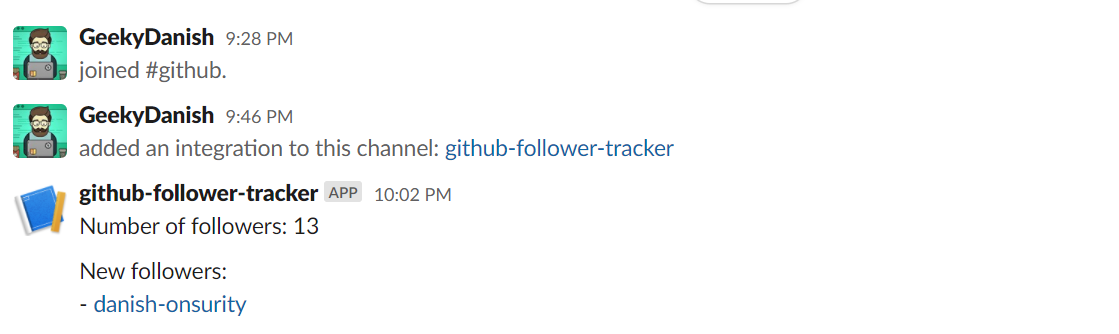 GeekyDanish 9:28 PM
joined #github.
GeekyDanish 9:46 PM
added an integration to this channel: github-follower-tracker
github-follower-tracker APP 10:02 PM
Number of followers: 13
New followers:
- danish-onsurity